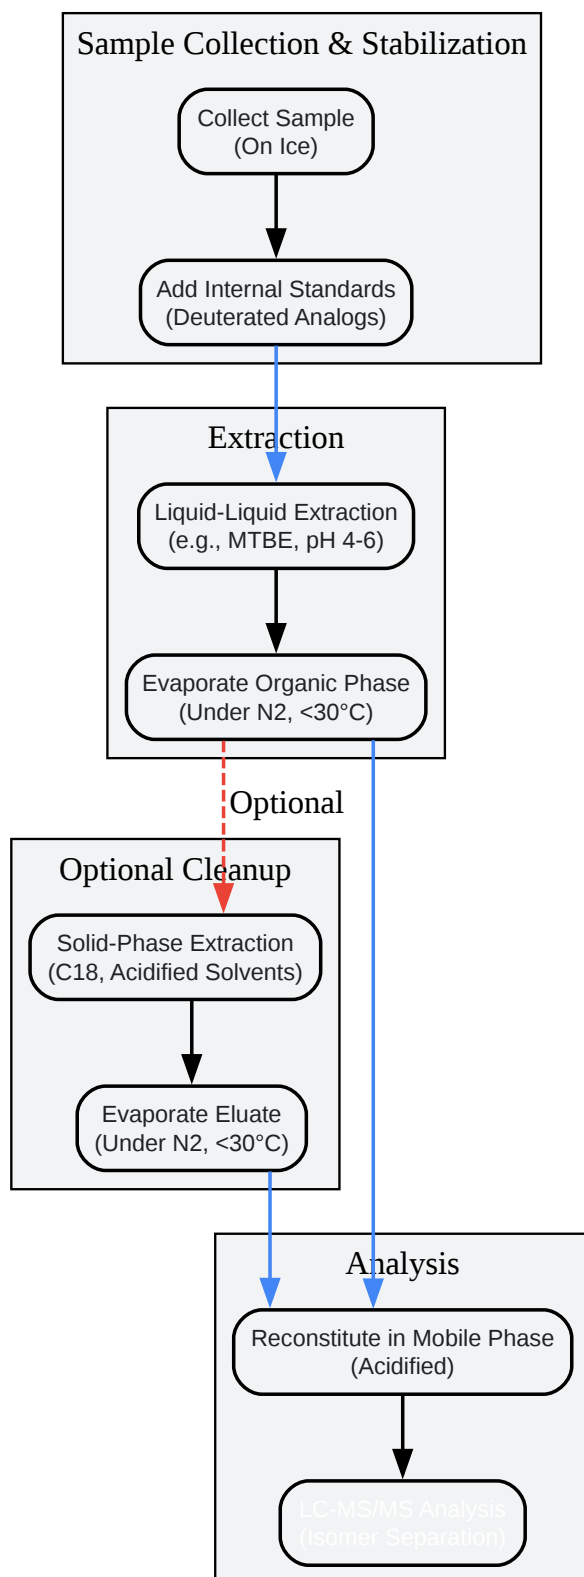 Sample Collection & Stabilization
Collect Sample
(On Ice)
Add Internal Standards
(Deuterated Analogs)
Extraction
Liquid-Liquid Extraction
(e.g., MTBE, pH 4-6)
Evaporate Organic Phase
(Under N2, <30°C)
Optional
Optional Cleanup
Solid-Phase Extraction
(C18, Acidified Solvents)
Evaporate Eluate
(Under N2, <30°C)
Analysis
Reconstitute in Mobile Phase
(Acidified)
LC-MS/MS Analysis
(Isomer Separation)